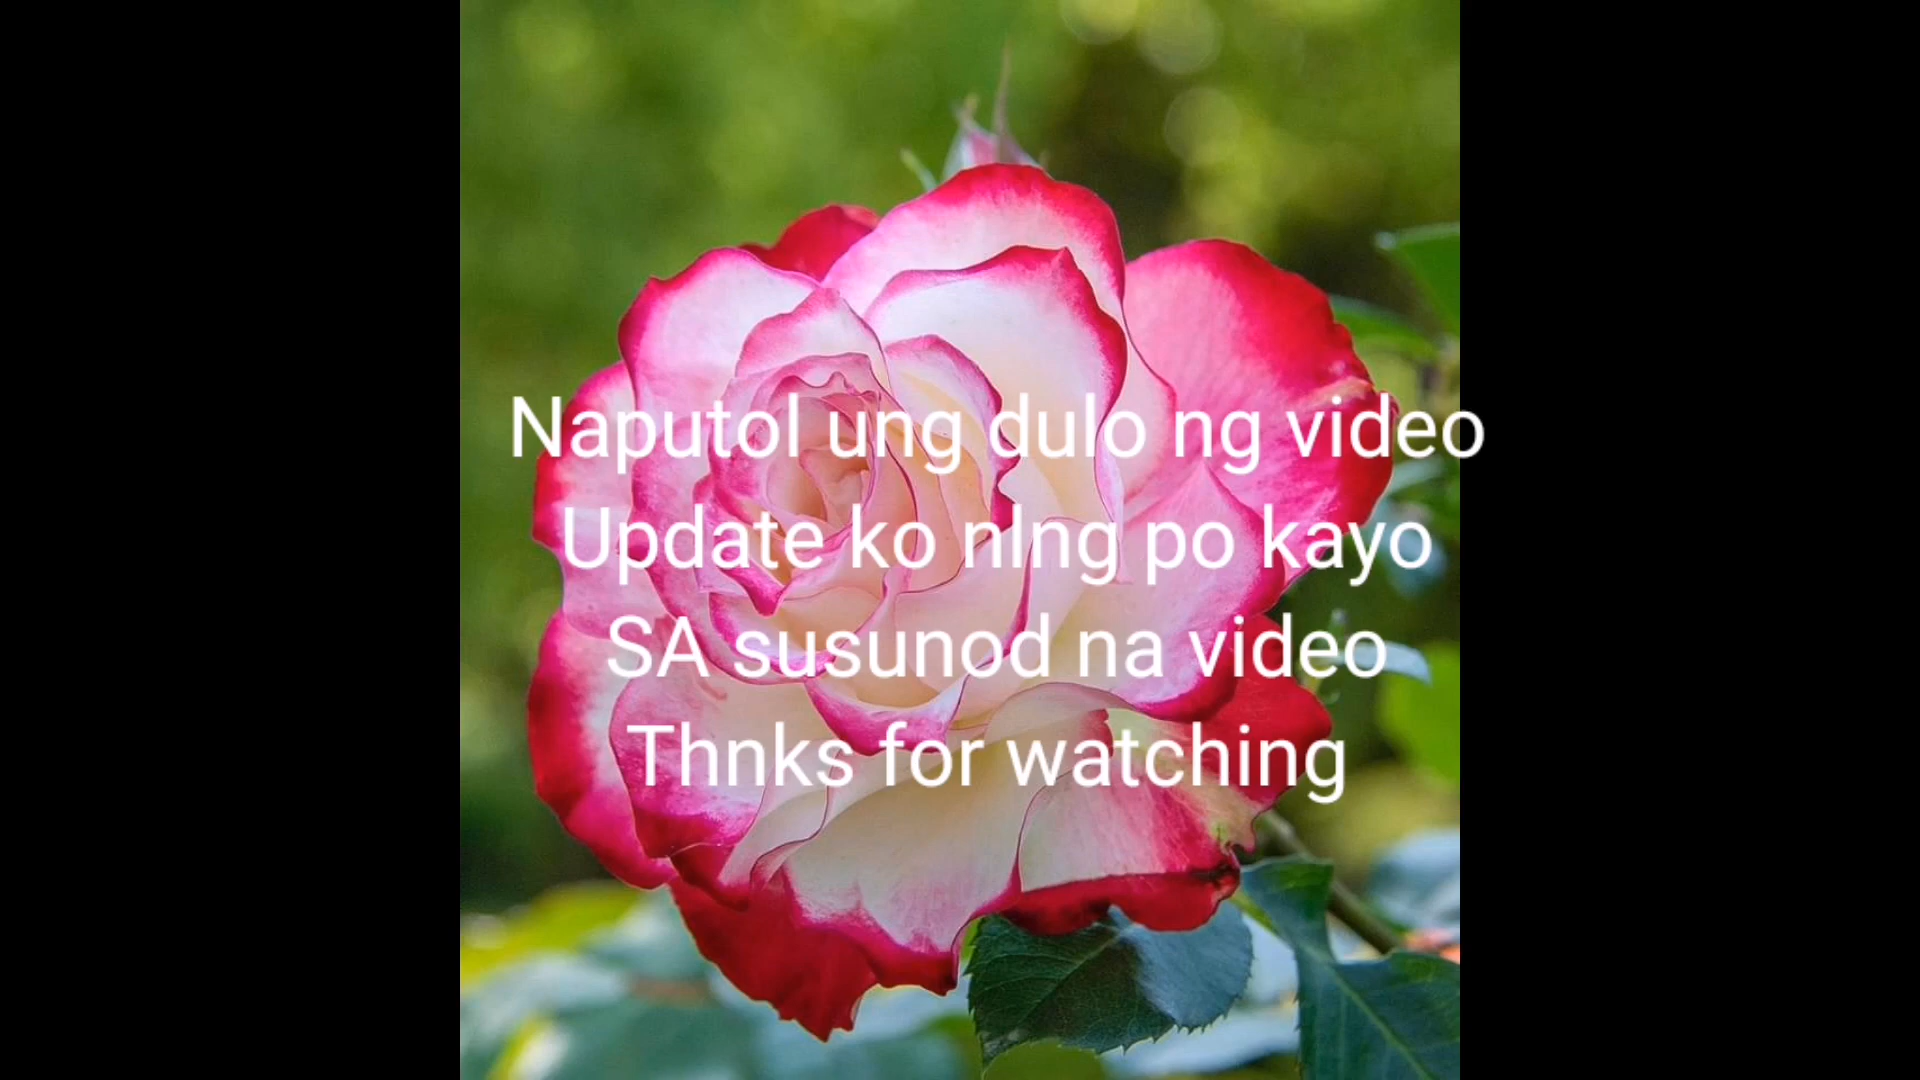 Naputol ung dulo ng video
Update ko nlng po kayo
SA susunod na video
Thnks for watching